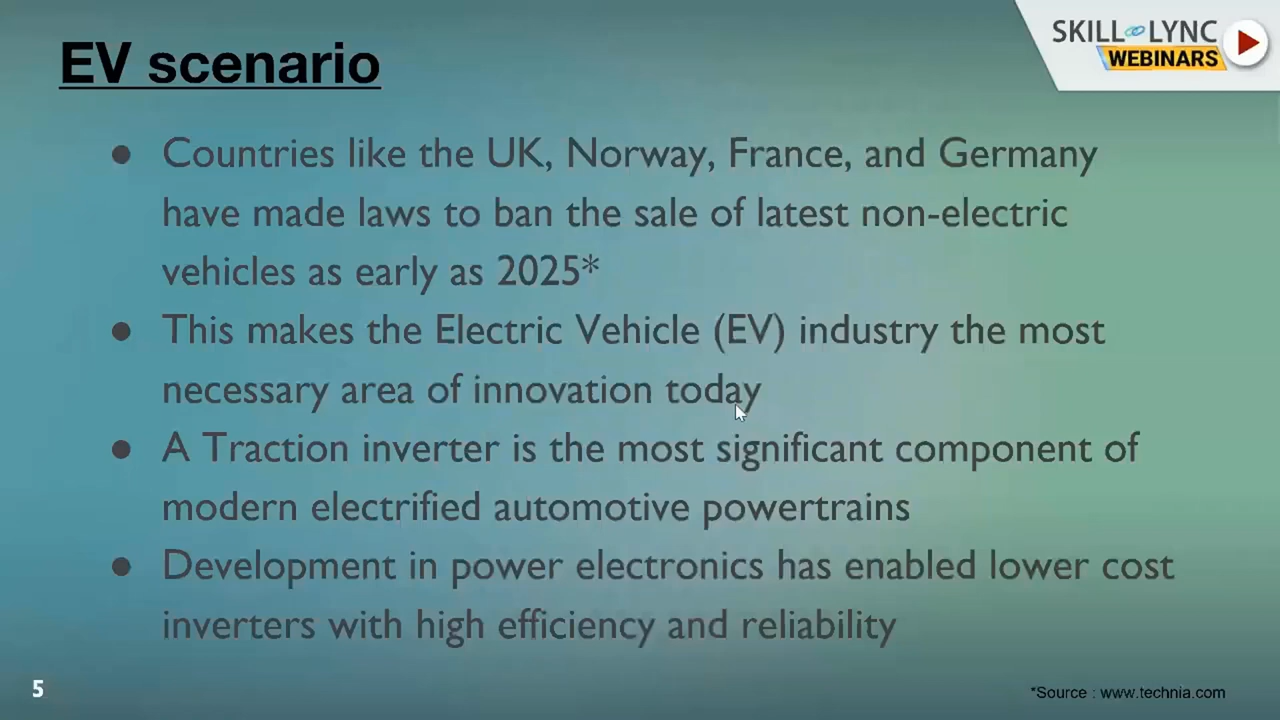 EV scenario
SKILL LYNC
WEBINARS
● Countries like the UK, Norway, France, and Germany
have made laws to ban the sale of latest non-electric
vehicles as early as 2025*
● This makes the Electric Vehicle (EV) industry the most
necessary area of innovation today
● A Traction inverter is the most significant component of
modern electrified automotive powertrains
● Development in power electronics has enabled lower cost
inverters with high efficiency and reliability
5
*Source : www.technia.com